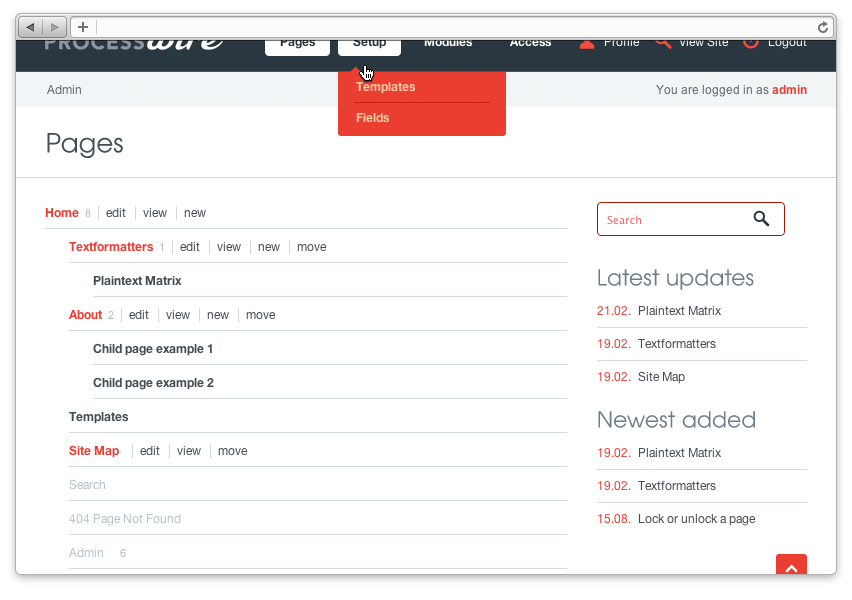 PROCESSwire Pages Setup Modules Access Profile View Site Logout
Admin You are logged in as admin
Templates
Fields
Pages
Home 8 edit view new
Textformatters 1 edit view new move
Plaintext Matrix
About 2 edit view new move
Child page example 1
Child page example 2
Templates
Site Map edit view move
Search
404 Page Not Found
Admin 6
Search
Latest updates
21.02. Plaintext Matrix
19.02. Textformatters
19.02. Site Map
Newest added
19.02. Plaintext Matrix
19.02. Textformatters
15.08. Lock or unlock a page